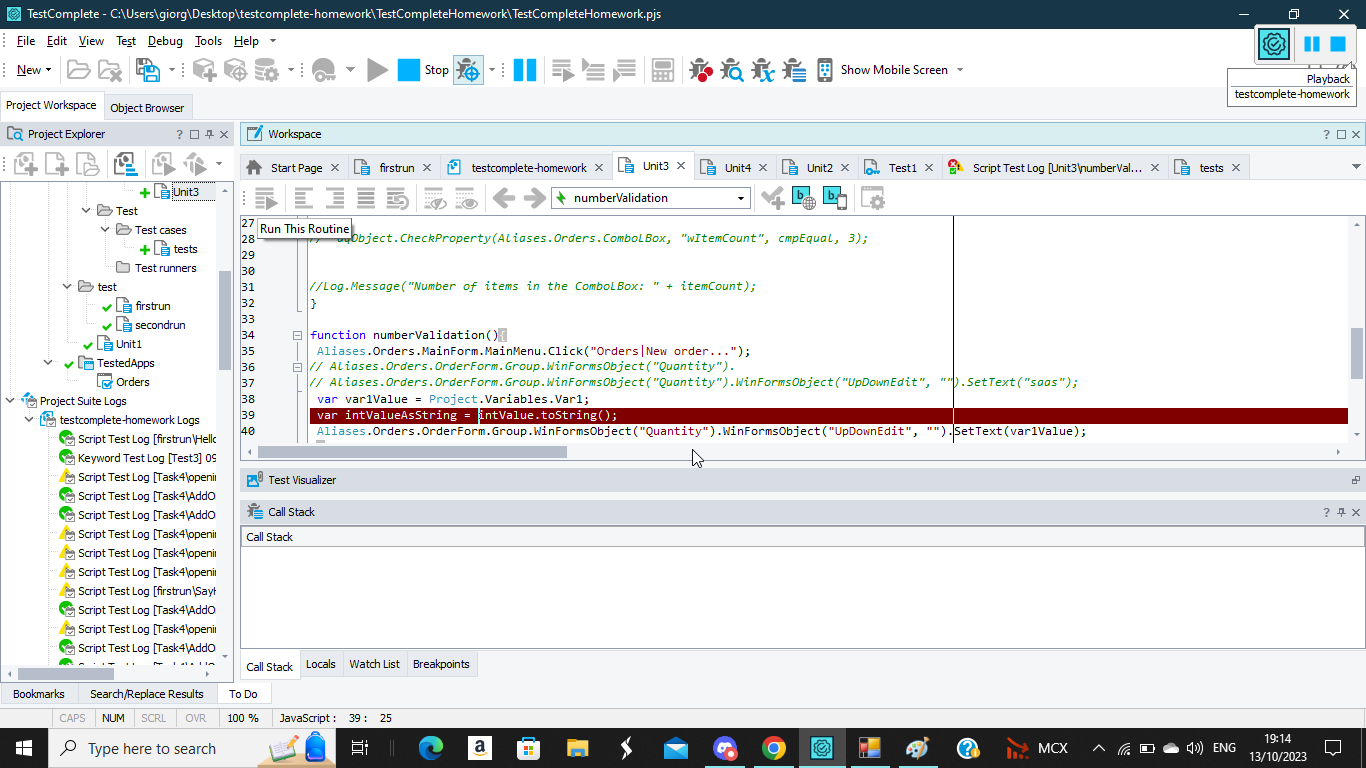 TestComplete - C:\Users\giorg\Desktop\testcomplete-homework\TestCompleteHomework\TestCompleteHomework.pjs
File Edit View Test Debug Tools Help
New Stop Show Mobile Screen
Playback
testcomplete-homework
Project Workspace Object Browser
Project Explorer
Workspace
Start Page firstrun testcomplete-homework Unit3 Unit4 Unit2 Test1 Script Test Log [Unit3\numberVal... tests
numberValidation
Run This Routine
Unit3
Test
Test cases
tests
Test runners
test
firstrun
secondrun
Unit1
TestedApps
Orders
Project Suite Logs
testcomplete-homework Logs
Script Test Log [firstrun\Hello
Keyword Test Log [Test3] 09
Script Test Log [Task4\openin
Script Test Log [Task4\AddO
Script Test Log [Task4\AddO
Script Test Log [Task4\openin
Script Test Log [Task4\openin
Script Test Log [Task4\openin
Script Test Log [firstrun\SayH
Script Test Log [Task4\AddO
Script Test Log [Task4\openin
Script Test Log [Task4\AddO
27
28 Object.CheckProperty(Aliases.Orders.ComboLBox, "wItemCount", cmpEqual, 3);
29
30
31 //Log.Message("Number of items in the ComboLBox: " + itemCount);
32 }
33
34 function numberValidation(){
35 Aliases.Orders.MainForm.MainMenu.Click("Orders|New order...");
36 // Aliases.Orders.OrderForm.Group.WinFormsObject("Quantity").
37 // Aliases.Orders.OrderForm.Group.WinFormsObject("Quantity").WinFormsObject("UpDownEdit", "").SetText("saas");
38 var var1Value = Project.Variables.Var1;
39 var intValueAsString = intValue.toString();
40 Aliases.Orders.OrderForm.Group.WinFormsObject("Quantity").WinFormsObject("UpDownEdit", "").SetText(var1Value);
Test Visualizer
Call Stack
Call Stack
Call Stack Locals Watch List Breakpoints
Bookmarks Search/Replace Results To Do
CAPS NUM SCRL OVR 100 % JavaScript : 39 : 25
Type here to search
MCX
ENG
19:14
13/10/2023